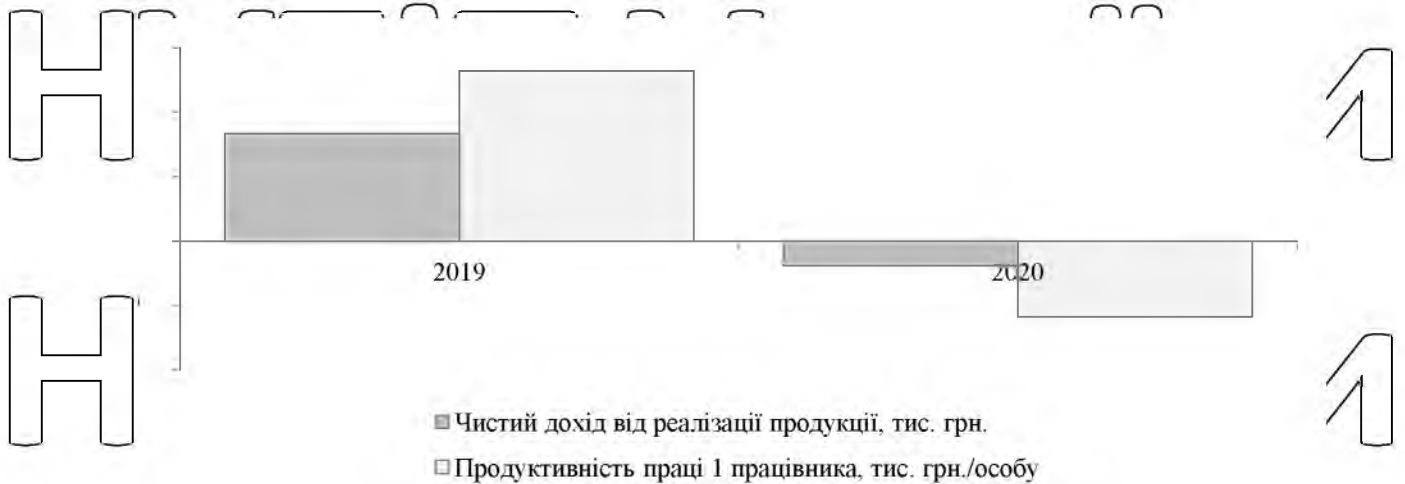 2019
2020
Чистий дохід від реалізації продукції, тис. грн.
Продуктивність праці 1 працівника, тис. грн./особу